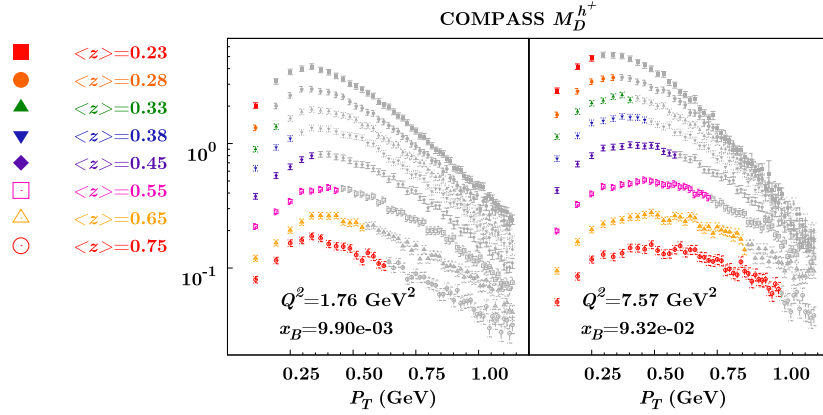 COMPASS M_D^{h^+}
<z>=0.23
<z>=0.28
<z>=0.33
<z>=0.38
<z>=0.45
<z>=0.55
<z>=0.65
<z>=0.75
10^0
10^{-1}
Q^2=1.76 GeV^2
x_B=9.90e-03
Q^2=7.57 GeV^2
x_B=9.32e-02
0.25 0.50 0.75 1.00
0.25 0.50 0.75 1.00
P_T (GeV)
P_T (GeV)